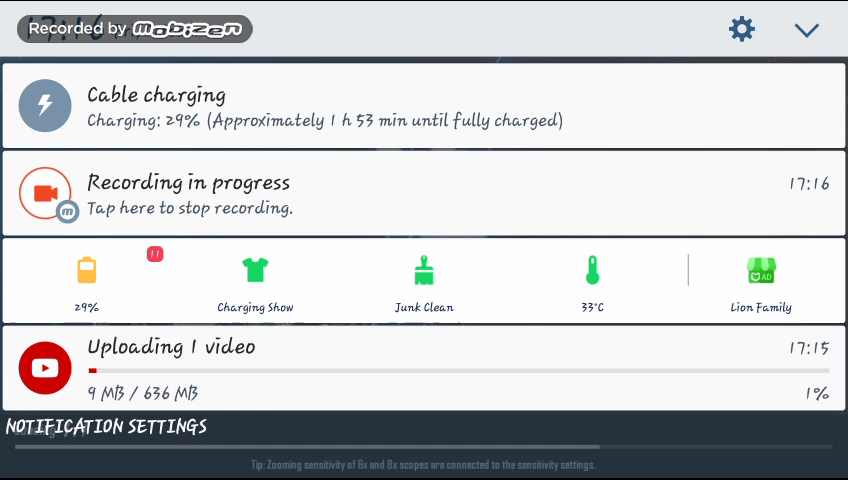 17:16
Recorded by mobizen
Cable charging
Charging: 29% (Approximately 1 h 53 min until fully charged)
Recording in progress
17:16
Tap here to stop recording.
11
29%
Charging Show
Junk Clean
33°C
AD
Lion Family
Uploading 1 video
17:15
9 MB / 636 MB
1%
NOTIFICATION SETTINGS
Tip: Zooming sensitivity of 6x and 8x scopes are connected to the sensitivity settings.